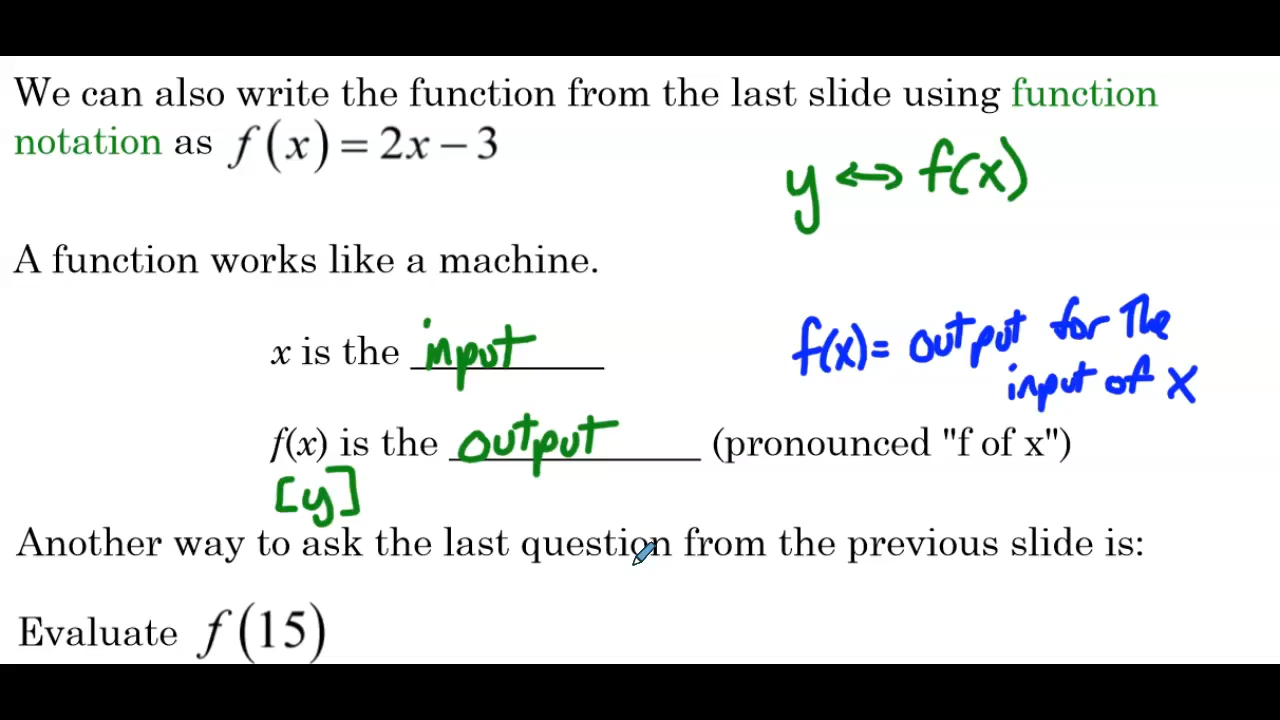 We can also write the function from the last slide using function
notation as f(x) = 2x − 3
y ↔ f(x)
A function works like a machine.
x is the input
f(x) = output for the
input of x
f(x) is the output (pronounced "f of x")
[y]
Another way to ask the last question from the previous slide is:
Evaluate f(15)